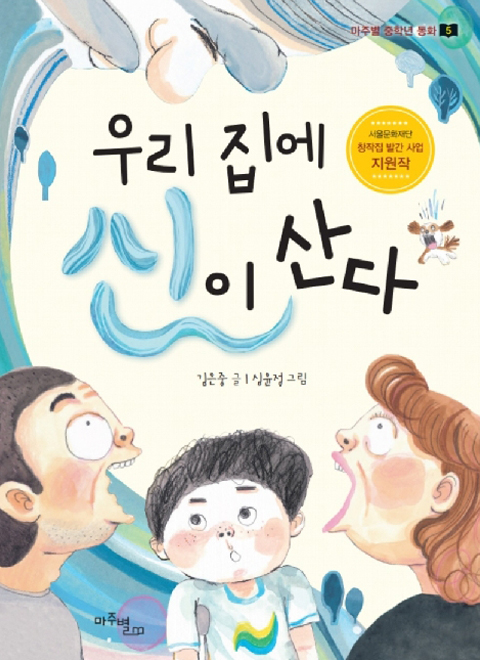 마주별 중학년 동화 5
서울문화재단
창작집 발간 사업
지원작
우리 집에
신이 산다
김은중 글 | 심윤정 그림
마주별